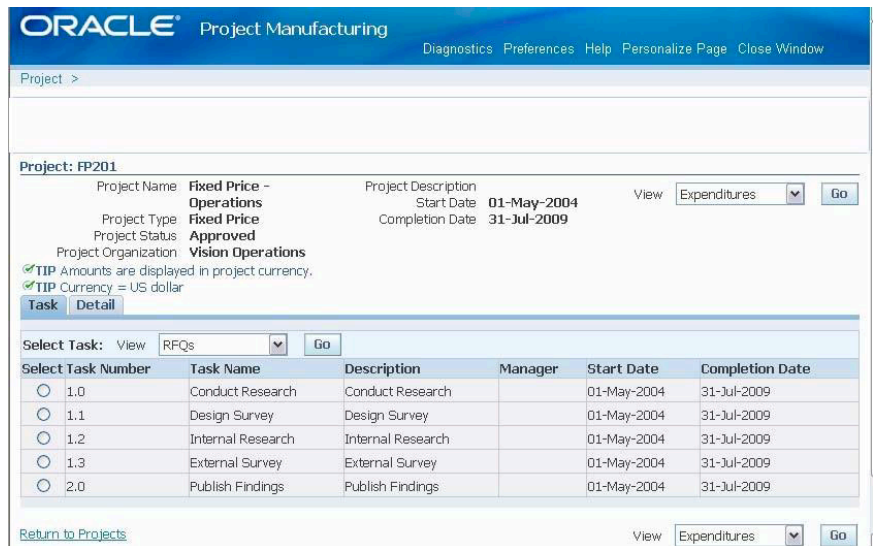 ORACLE® Project Manufacturing
Diagnostics Preferences Help Personalize Page Close Window
Project >
Project: FP201
Project Name Fixed Price - Operations
Project Type Fixed Price
Project Status Approved
Project Organization Vision Operations
Project Description
Start Date 01-May-2004
Completion Date 31-Jul-2009
View Expenditures Go
TIP Amounts are displayed in project currency.
TIP Currency = US dollar
Task Detail
Select Task: View RFQs Go
Select Task Number Task Name Description Manager Start Date Completion Date
1.0 Conduct Research Conduct Research 01-May-2004 31-Jul-2009
1.1 Design Survey Design Survey 01-May-2004 31-Jul-2009
1.2 Internal Research Internal Research 01-May-2004 31-Jul-2009
1.3 External Survey External Survey 01-May-2004 31-Jul-2009
2.0 Publish Findings Publish Findings 01-May-2004 31-Jul-2009
Return to Projects View Expenditures Go